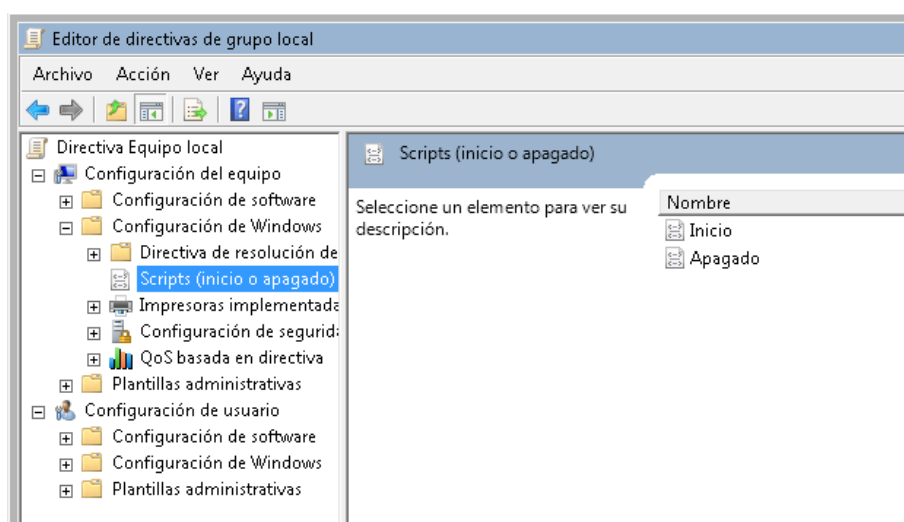 Editor de directivas de grupo local
Archivo Acción Ver Ayuda
Directiva Equipo local
Configuración del equipo
Configuración de software
Configuración de Windows
Directiva de resolución de
Scripts (inicio o apagado)
Impresoras implementada
Configuración de segurid
QoS basada en directiva
Plantillas administrativas
Configuración de usuario
Configuración de software
Configuración de Windows
Plantillas administrativas
Scripts (inicio o apagado)
Seleccione un elemento para ver su
descripción.
Nombre
Inicio
Apagado